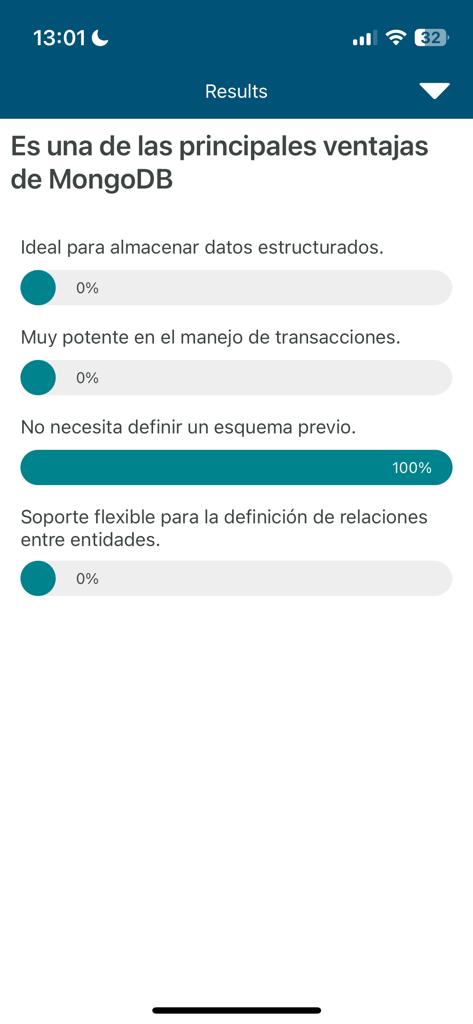 13:01
32
Results
Es una de las principales ventajas
de MongoDB
Ideal para almacenar datos estructurados.
0%
Muy potente en el manejo de transacciones.
0%
No necesita definir un esquema previo.
100%
Soporte flexible para la definición de relaciones
entre entidades.
0%